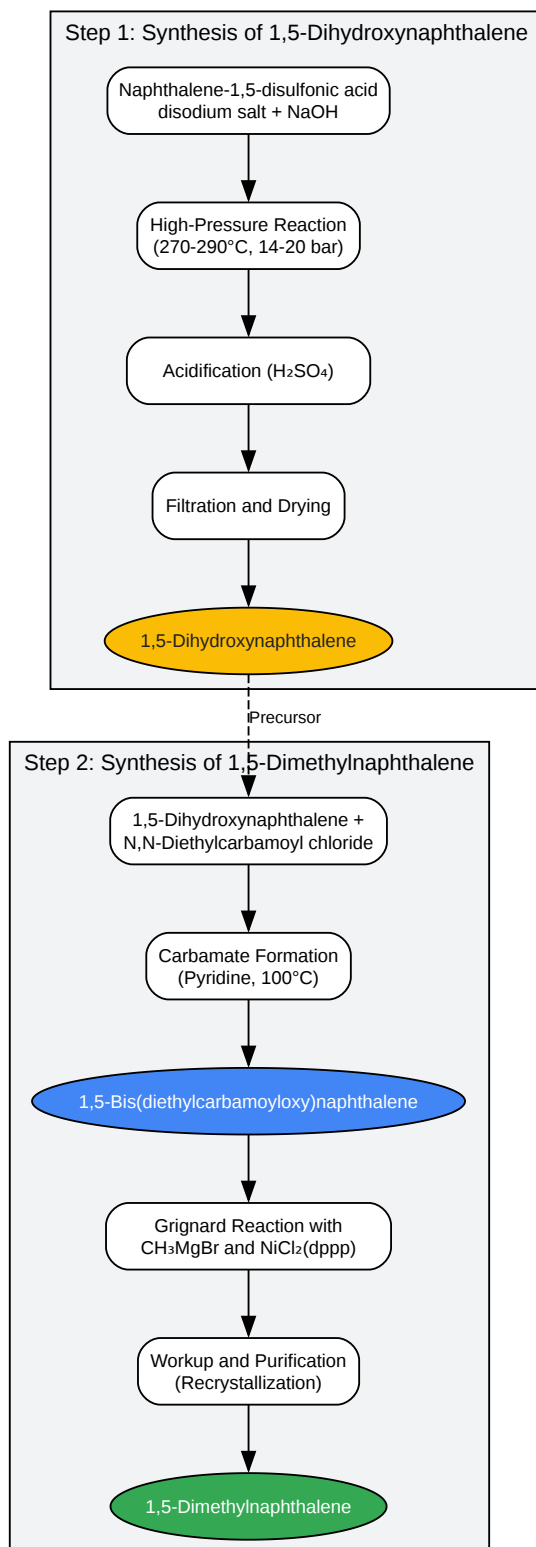 Step 1: Synthesis of 1,5-Dihydroxynaphthalene
Naphthalene-1,5-disulfonic acid
disodium salt + NaOH
High-Pressure Reaction
(270-290°C, 14-20 bar)
Acidification (H₂SO₄)
Filtration and Drying
1,5-Dihydroxynaphthalene
Precursor
Step 2: Synthesis of 1,5-Dimethylnaphthalene
1,5-Dihydroxynaphthalene +
N,N-Diethylcarbamoyl chloride
Carbamate Formation
(Pyridine, 100°C)
1,5-Bis(diethylcarbamoyloxy)naphthalene
Grignard Reaction with
CH₃MgBr and NiCl₂(dppp)
Workup and Purification
(Recrystallization)
1,5-Dimethylnaphthalene